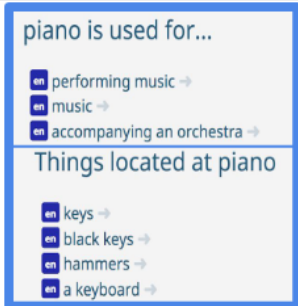 piano is used for...
en performing music →
en music →
en accompanying an orchestra →
Things located at piano
en keys →
en black keys →
en hammers →
en a keyboard →